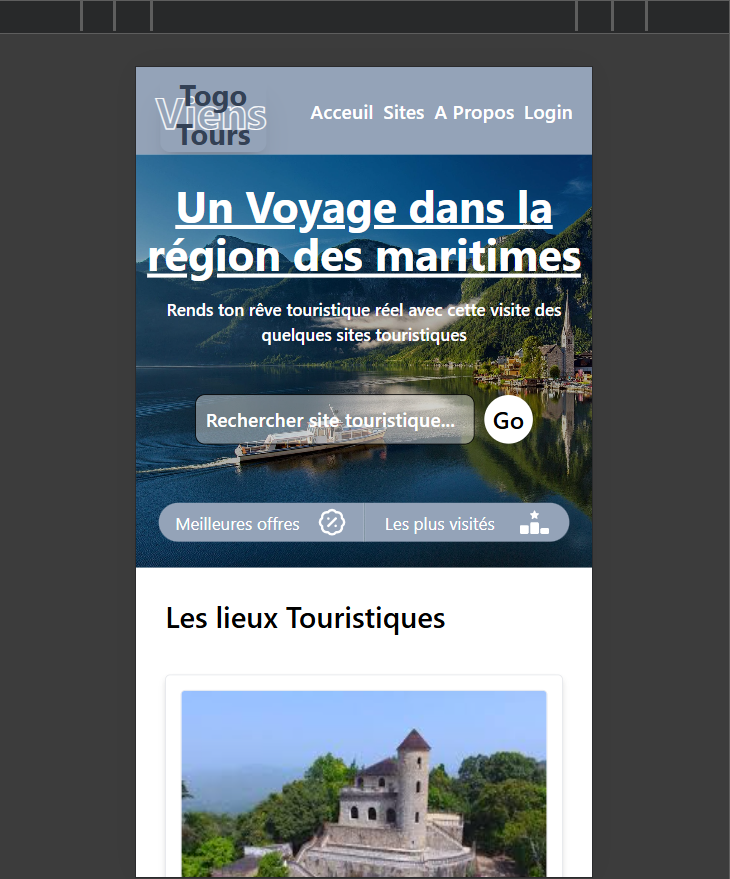 Togo
Viens
Tours
Acceuil Sites A Propos Login
Un Voyage dans la
région des maritimes
Rends ton rêve touristique réel avec cette visite des
quelques sites touristiques
Rechercher site touristique...
Go
Meilleures offres
Les plus visités
Les lieux Touristiques